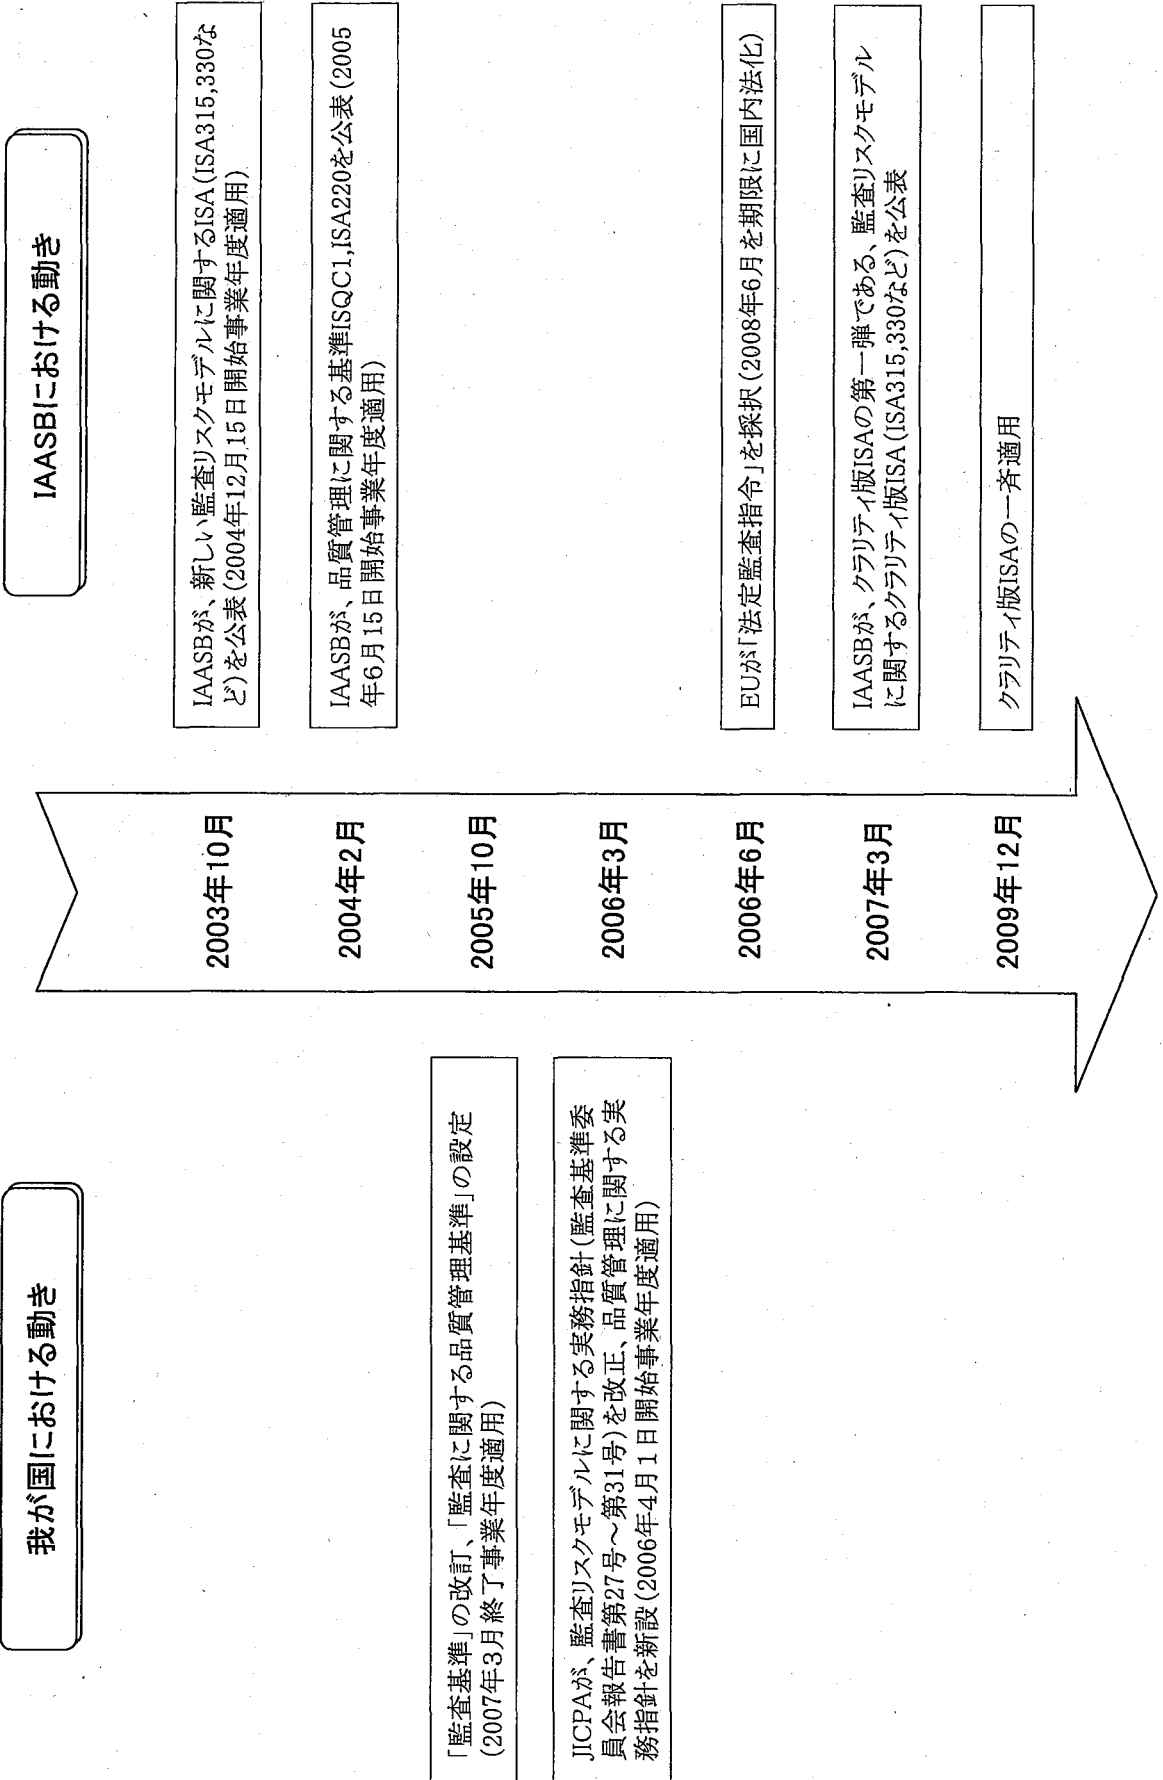 我が国における動き
IAASBにおける動き
2003年10月
IAASBが、新しい監査リスクモデルに関するISA(ISA315,330な
ど)を公表(2004年12月15日開始事業年度適用)
2004年2月
IAASBが、品質管理に関する基準ISQC1,ISA220を公表(2005
年6月15日開始事業年度適用)
「監査基準」の改訂、「監査に関する品質管理基準」の設定
(2007年3月終了事業年度適用)
2005年10月
JICPAが、監査リスクモデルに関する実務指針(監査基準委
員会報告書第27号～第31号)を改正、品質管理に関する実
務指針を新設(2006年4月1日開始事業年度適用)
2006年3月
2006年6月
EUが「法定監査指令」を採択(2008年6月を期限に国内法化)
2007年3月
IAASBが、クラリティ版ISAの第一弾である、監査リスクモデル
に関するクラリティ版ISA(ISA315,330など)を公表
2009年12月
クラリティ版ISAの一斉適用